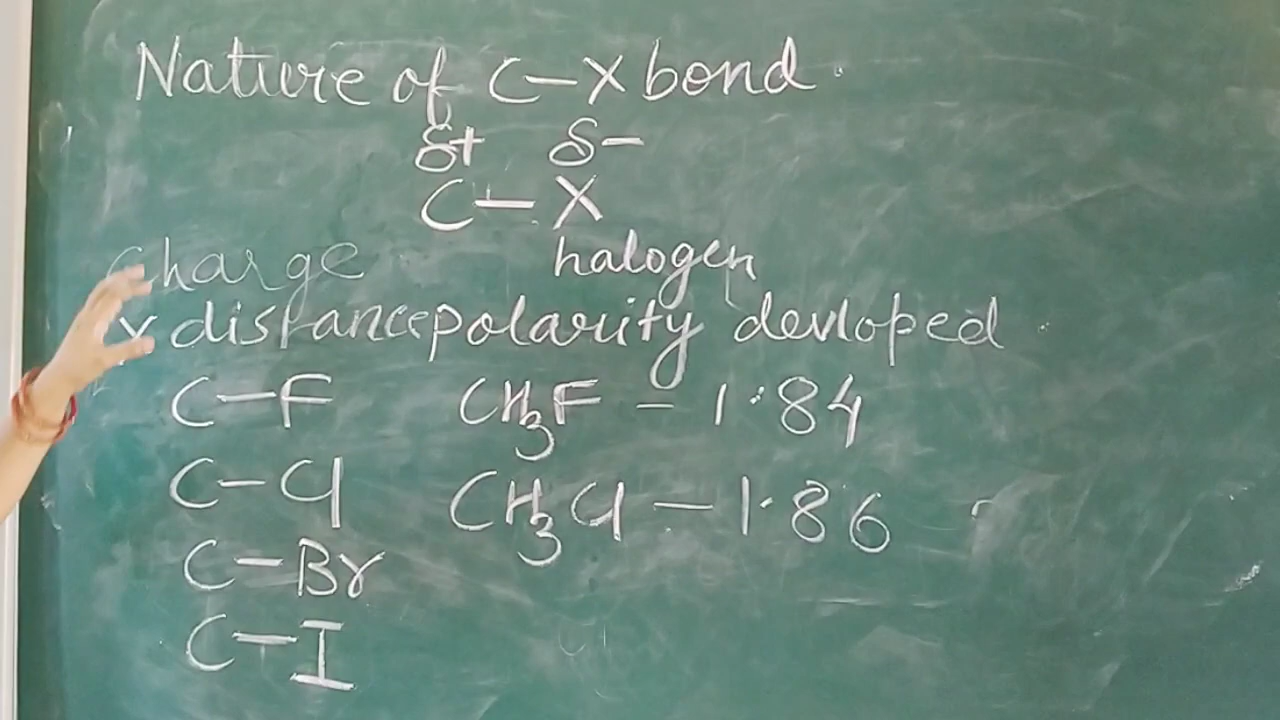 Nature of C-X bond.
δ+ δ-
C-X
Charge halogen
x distance polarity devloped.
C-F CH3F - 1.84
C-Cl CH3Cl - 1.86
C-Br
C-I